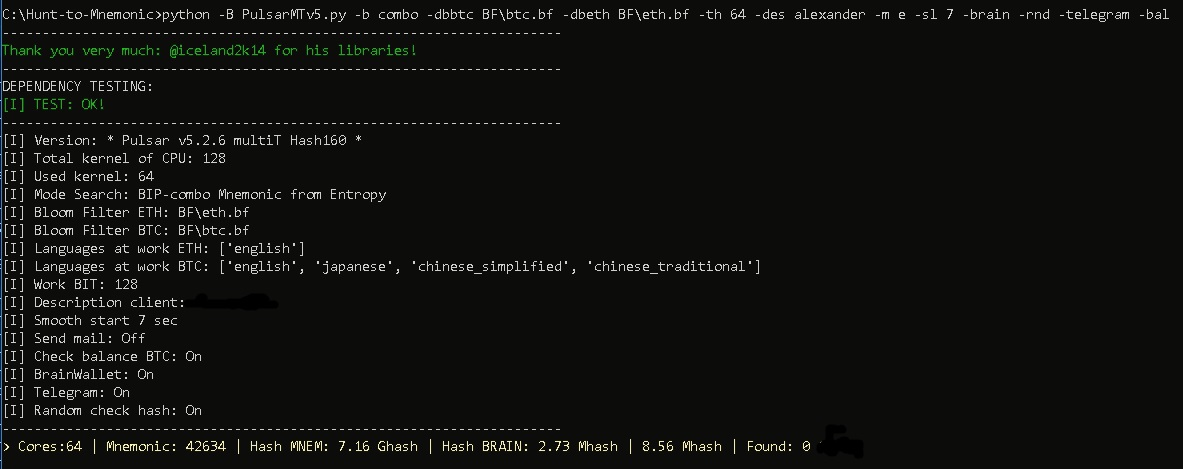 C:\Hunt-to-Mnemonic>python -B PulsarMTv5.py -b combo -dbbtc BF\btc.bf -dbeth BF\eth.bf -th 64 -des alexander -m e -sl 7 -brain -rnd -telegram -bal
----------------------------------------------------------------------
Thank you very much: @iceland2k14 for his libraries!
----------------------------------------------------------------------
DEPENDENCY TESTING:
[I] TEST: OK!
----------------------------------------------------------------------
[I] Version: * Pulsar v5.2.6 multiT Hash160 *
[I] Total kernel of CPU: 128
[I] Used kernel: 64
[I] Mode Search: BIP-combo Mnemonic from Entropy
[I] Bloom Filter ETH: BF\eth.bf
[I] Bloom Filter BTC: BF\btc.bf
[I] Languages at work ETH: ['english']
[I] Languages at work BTC: ['english', 'japanese', 'chinese_simplified', 'chinese_traditional']
[I] Work BIT: 128
[I] Description client:
[I] Smooth start 7 sec
[I] Send mail: Off
[I] Check balance BTC: On
[I] BrainWallet: On
[I] Telegram: On
[I] Random check hash: On
----------------------------------------------------------------------
> Cores:64 | Mnemonic: 42634 | Hash MNEM: 7.16 Ghash | Hash BRAIN: 2.73 Mhash | 8.56 Mhash | Found: 0